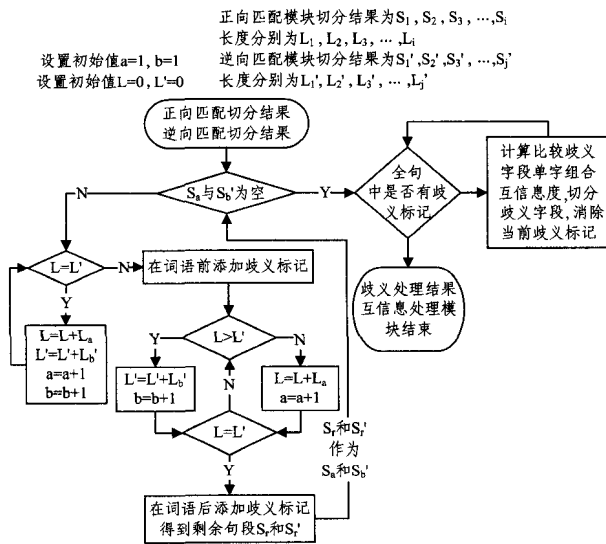 正向匹配模块切分结果为S₁, S₂, S₃, …,Sᵢ
长度分别为L₁, L₂, L₃, …, Lᵢ
设置初始值a=1, b=1
逆向匹配模块切分结果为S₁',S₂',S₃', …,Sⱼ'
设置初始值L=0, L'=0
长度分别为L₁', L₂', L₃', …,Lⱼ'
正向匹配切分结果
逆向匹配切分结果
Sₐ与S_b'为空
N
Y
全句
中是否有歧
义标记
计算比较歧义
字段单字组合
互信息度,切分
歧义字段,消除
当前歧义标记
歧义处理结果
互信息处理模
块结束
L=L'
N
Y
在词语前添加歧义标记
L=L+Lₐ
L'=L'+L_b'
a=a+1
b=b+1
L>L'
Y
N
L'=L'+L_b'
b=b+1
L=L+Lₐ
a=a+1
N
L=L'
Y
Sᵣ和Sᵣ'
作为
Sₐ和S_b'
在词语后添加歧义标记
得到剩余句段Sᵣ和Sᵣ'